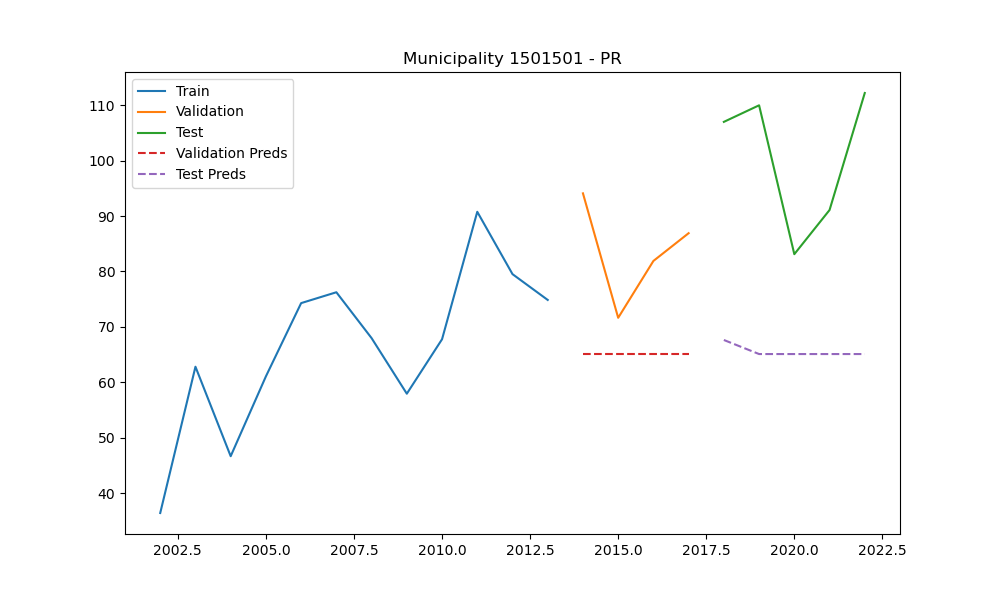 Municipality 1501501 - PR
Train
Validation
Test
Validation Preds
Test Preds
110
100
90
80
70
60
50
40
2002.5 2005.0 2007.5 2010.0 2012.5 2015.0 2017.5 2020.0 2022.5